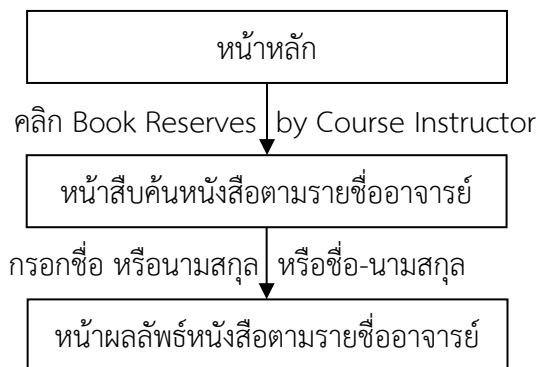 หน้าหลัก
คลิก Book Reserves by Course Instructor
หน้าสืบค้นหนังสือตามรายชื่ออาจารย์
กรอกชื่อ หรือนามสกุล หรือชื่อ-นามสกุล
หน้าผลลัพธ์หนังสือตามรายชื่ออาจารย์